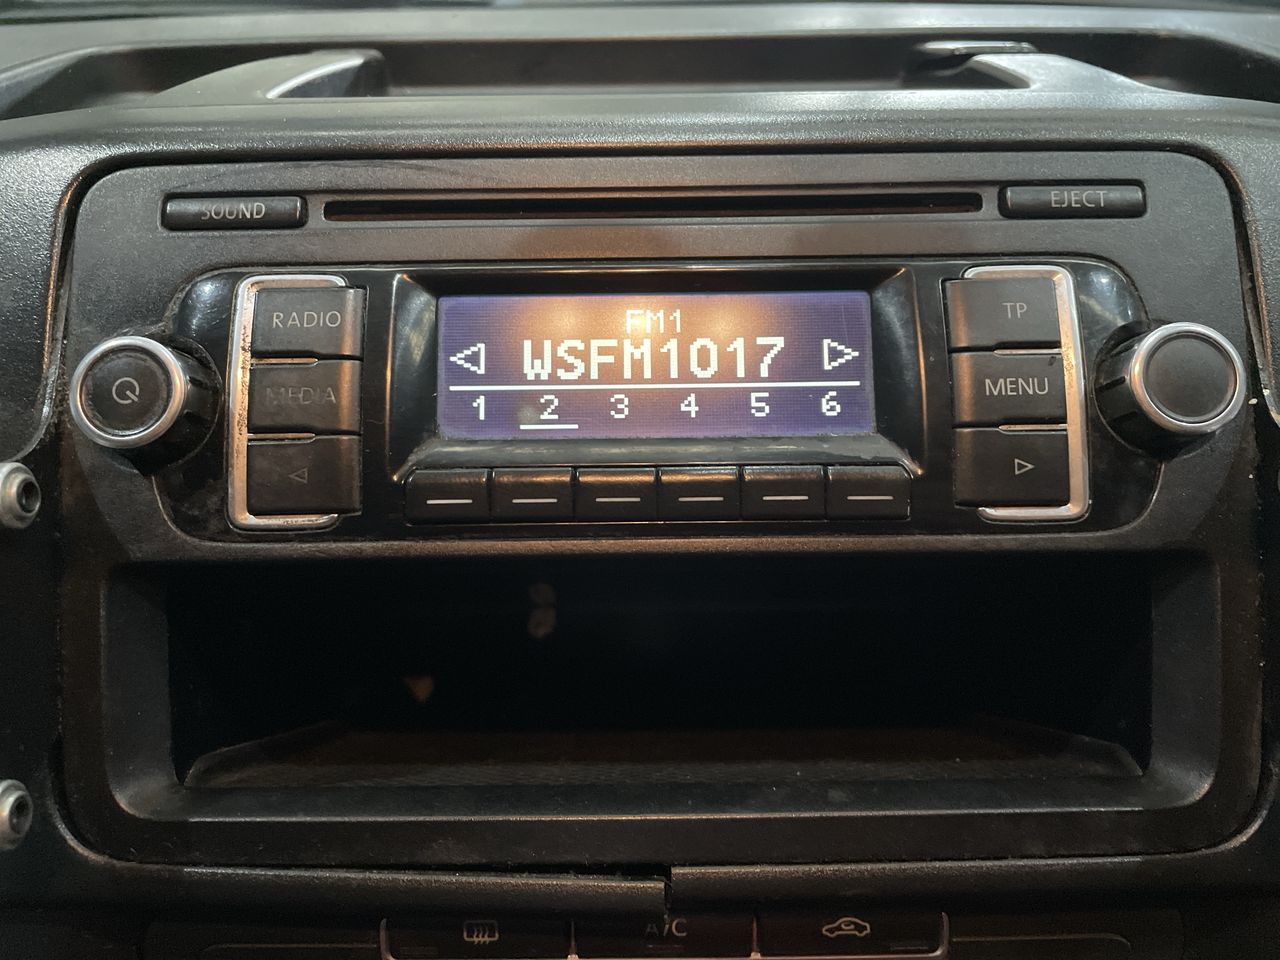 SOUND
EJECT
RADIO
FM1
TP
WSFM1017
MEDIA
MENU
1 2 3 4 5 6
A/C